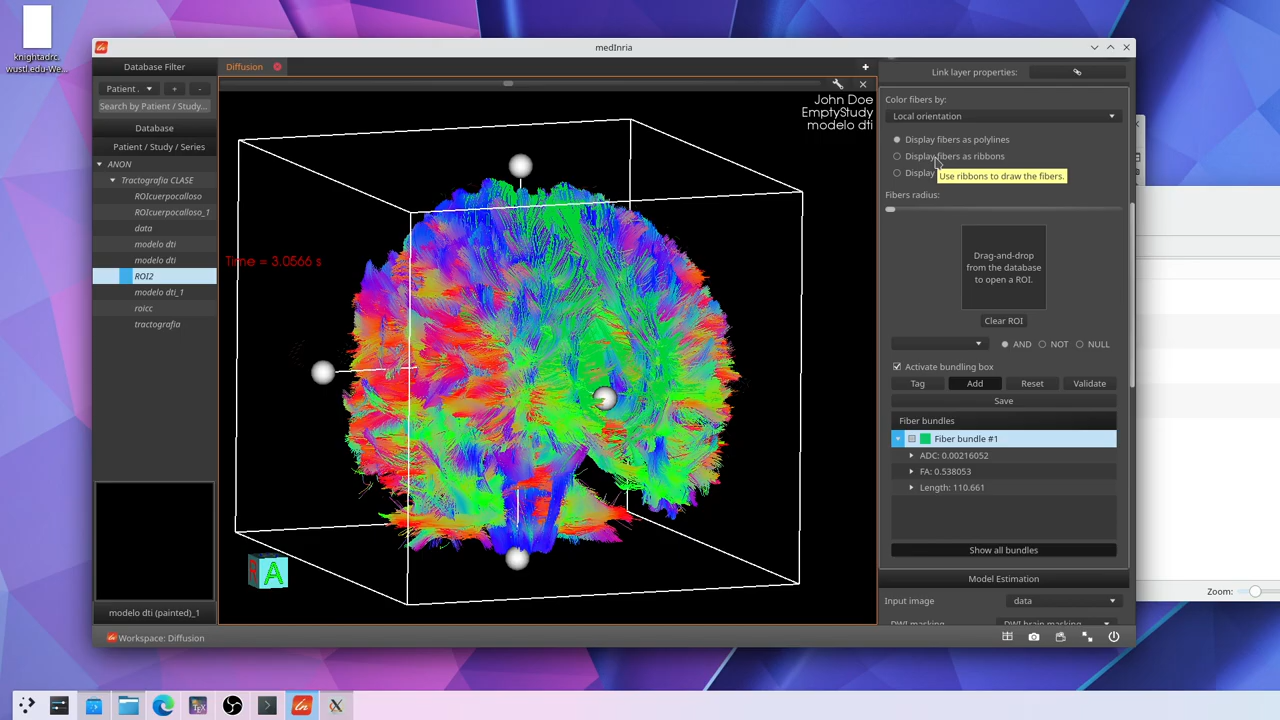 knightadrc.
wustl.edu-We...
medInria
Database Filter
Patient .
+
-
Search by Patient / Study...
Database
Patient / Study / Series
ANON
Tractografia CLASE
ROIcuerpocalloso
ROIcuerpocalloso_1
data
modelo dti
modelo dti
ROI2
modelo dti_1
roicc
tractografia
modelo dti (painted)_1
Workspace: Diffusion
Diffusion
+
John Doe
EmptyStudy
modelo dti
Time = 3.0566 s
A
Link layer properties:
Color fibers by:
Local orientation
Display fibers as polylines
Display fibers as ribbons
Display
Use ribbons to draw the fibers.
Fibers radius:
Drag-and-drop
from the database
to open a ROI.
Clear ROI
AND NOT NULL
Activate bundling box
Tag Add Reset Validate
Save
Fiber bundles
Fiber bundle #1
ADC: 0.00216052
FA: 0.538053
Length: 110.661
Show all bundles
Model Estimation
Input image data
DWI masking DWI brain masking
Zoom: